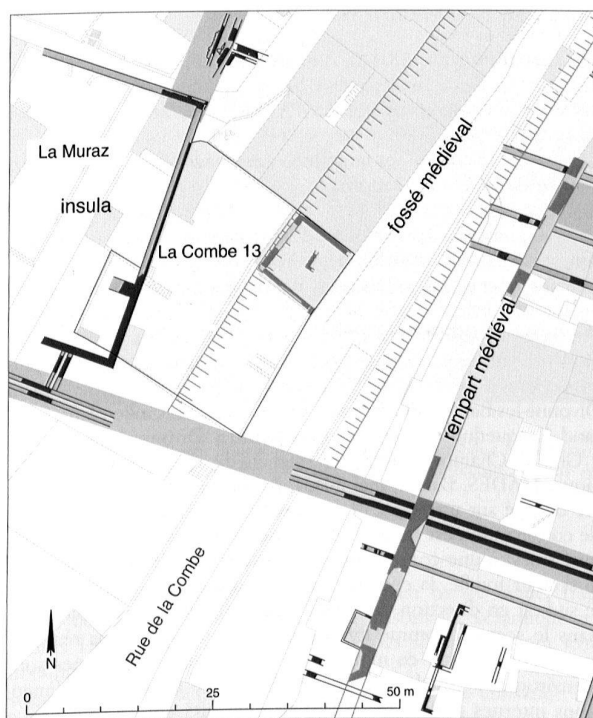 La Muraz
insula
La Combe 13
fossé médiéval
rempart médiéval
Rue de la Combe
N
0 25 50 m